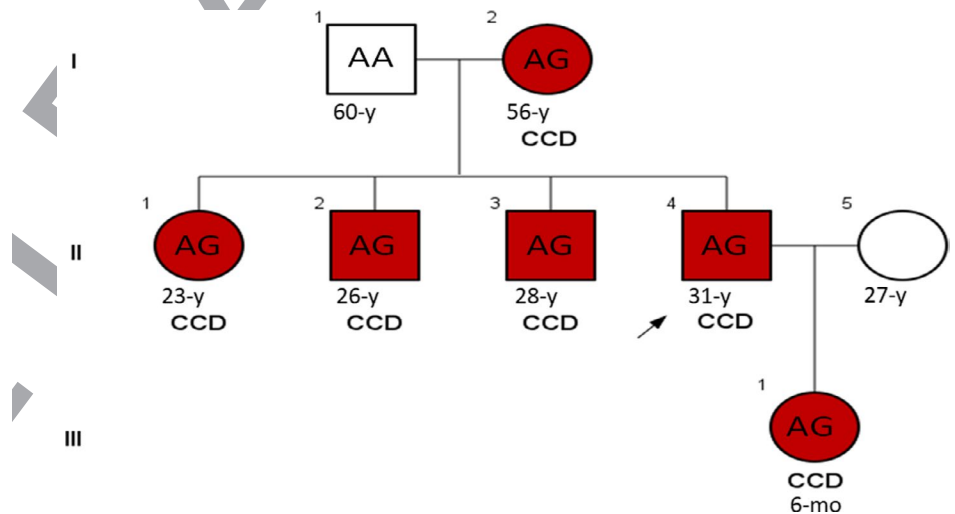 1 2
I AA AG
60-y 56-y
CCD
1 2 3 4 5
II AG AG AG AG
23-y 26-y 28-y 31-y 27-y
CCD CCD CCD CCD
1
III AG
CCD
6-mo